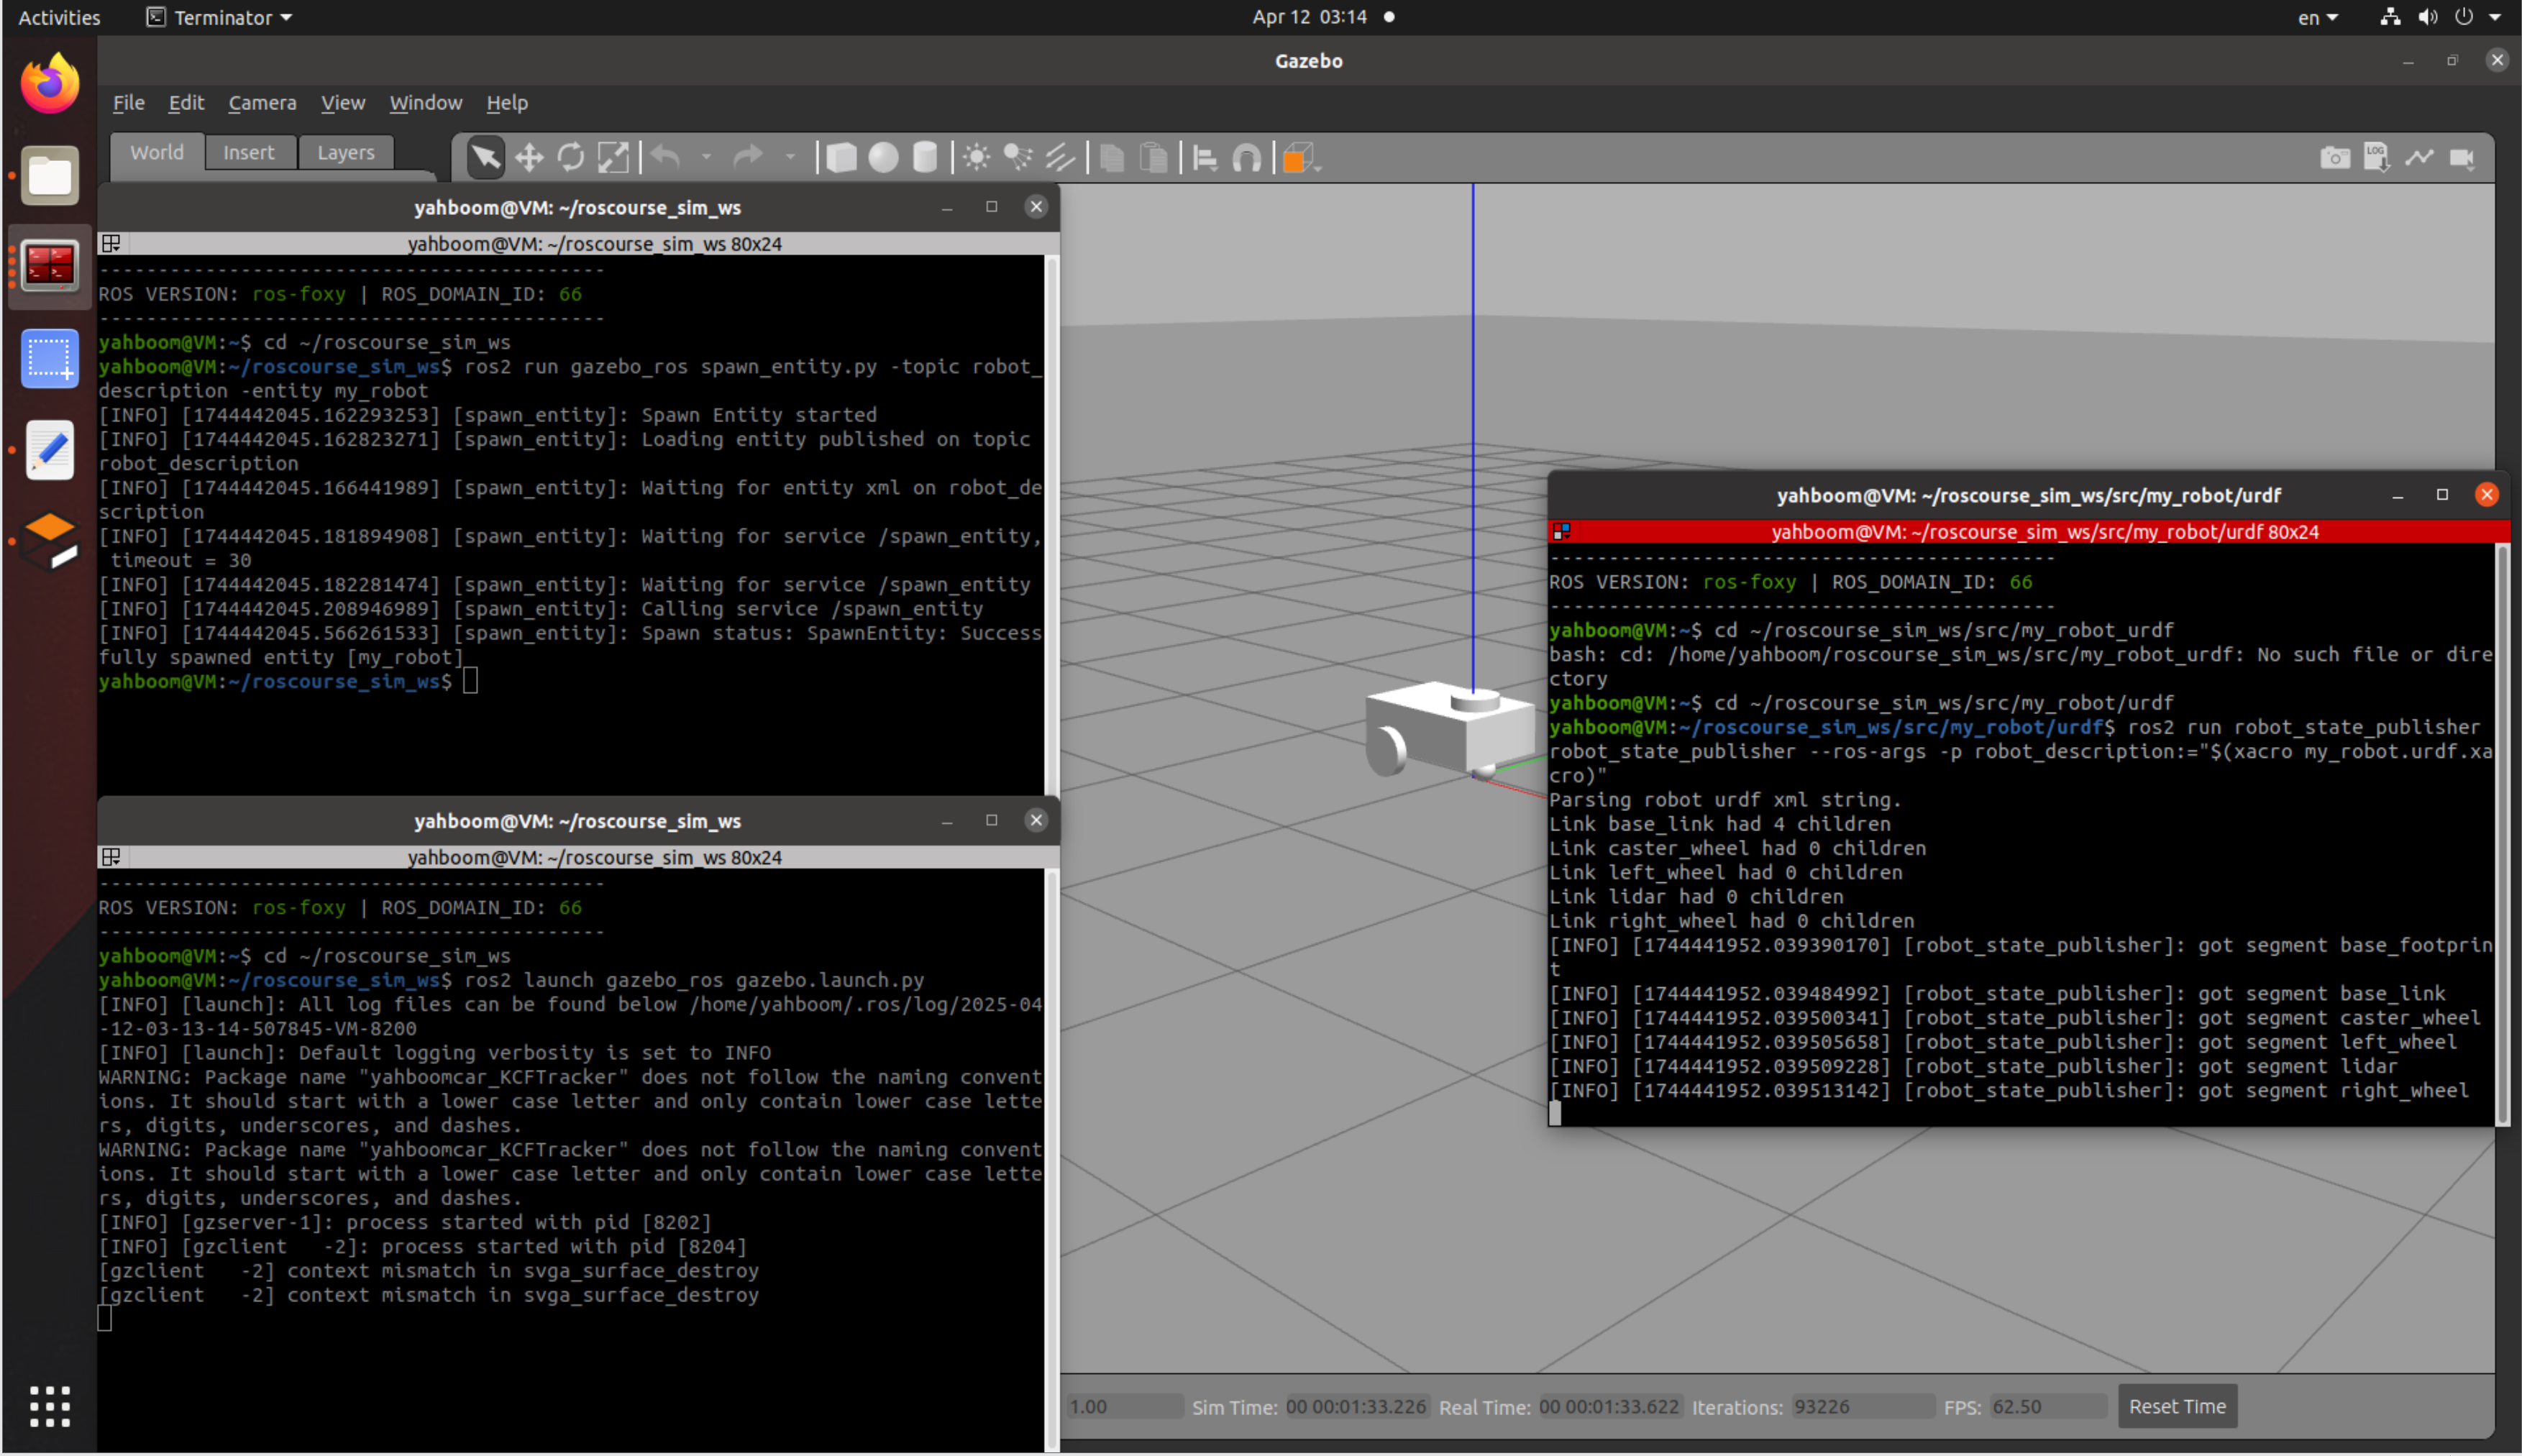 Activities
Terminator
Apr 12 03:14
en
Gazebo
File Edit Camera View Window Help
World Insert Layers
LOG
yahboom@VM: ~/roscourse_sim_ws
yahboom@VM: ~/roscourse_sim_ws 80x24
-------------------------------------------
ROS VERSION: ros-foxy | ROS_DOMAIN_ID: 66
-------------------------------------------
yahboom@VM:~$ cd ~/roscourse_sim_ws
yahboom@VM:~/roscourse_sim_ws$ ros2 run gazebo_ros spawn_entity.py -topic robot_
description -entity my_robot
[INFO] [1744442045.162293253] [spawn_entity]: Spawn Entity started
[INFO] [1744442045.162823271] [spawn_entity]: Loading entity published on topic
robot_description
[INFO] [1744442045.166441989] [spawn_entity]: Waiting for entity xml on robot_de
scription
[INFO] [1744442045.181894908] [spawn_entity]: Waiting for service /spawn_entity,
 timeout = 30
[INFO] [1744442045.182281474] [spawn_entity]: Waiting for service /spawn_entity
[INFO] [1744442045.208946989] [spawn_entity]: Calling service /spawn_entity
[INFO] [1744442045.566261533] [spawn_entity]: Spawn status: SpawnEntity: Success
fully spawned entity [my_robot]
yahboom@VM:~/roscourse_sim_ws$
yahboom@VM: ~/roscourse_sim_ws
yahboom@VM: ~/roscourse_sim_ws 80x24
-------------------------------------------
ROS VERSION: ros-foxy | ROS_DOMAIN_ID: 66
-------------------------------------------
yahboom@VM:~$ cd ~/roscourse_sim_ws
yahboom@VM:~/roscourse_sim_ws$ ros2 launch gazebo_ros gazebo.launch.py
[INFO] [launch]: All log files can be found below /home/yahboom/.ros/log/2025-04
-12-03-13-14-507845-VM-8200
[INFO] [launch]: Default logging verbosity is set to INFO
WARNING: Package name "yahboomcar_KCFTracker" does not follow the naming convent
ions. It should start with a lower case letter and only contain lower case lette
rs, digits, underscores, and dashes.
WARNING: Package name "yahboomcar_KCFTracker" does not follow the naming convent
ions. It should start with a lower case letter and only contain lower case lette
rs, digits, underscores, and dashes.
[INFO] [gzserver-1]: process started with pid [8202]
[INFO] [gzclient   -2]: process started with pid [8204]
[gzclient   -2] context mismatch in svga_surface_destroy
[gzclient   -2] context mismatch in svga_surface_destroy
yahboom@VM: ~/roscourse_sim_ws/src/my_robot/urdf
yahboom@VM: ~/roscourse_sim_ws/src/my_robot/urdf 80x24
-------------------------------------------
ROS VERSION: ros-foxy | ROS_DOMAIN_ID: 66
-------------------------------------------
yahboom@VM:~$ cd ~/roscourse_sim_ws/src/my_robot_urdf
bash: cd: /home/yahboom/roscourse_sim_ws/src/my_robot_urdf: No such file or dire
ctory
yahboom@VM:~$ cd ~/roscourse_sim_ws/src/my_robot/urdf
yahboom@VM:~/roscourse_sim_ws/src/my_robot/urdf$ ros2 run robot_state_publisher
robot_state_publisher --ros-args -p robot_description:="$(xacro my_robot.urdf.xa
cro)"
Parsing robot urdf xml string.
Link base_link had 4 children
Link caster_wheel had 0 children
Link left_wheel had 0 children
Link lidar had 0 children
Link right_wheel had 0 children
[INFO] [1744441952.039390170] [robot_state_publisher]: got segment base_footprin
t
[INFO] [1744441952.039484992] [robot_state_publisher]: got segment base_link
[INFO] [1744441952.039500341] [robot_state_publisher]: got segment caster_wheel
[INFO] [1744441952.039505658] [robot_state_publisher]: got segment left_wheel
[INFO] [1744441952.039509228] [robot_state_publisher]: got segment lidar
[INFO] [1744441952.039513142] [robot_state_publisher]: got segment right_wheel
1.00 Sim Time: 00 00:01:33.226 Real Time: 00 00:01:33.622 Iterations: 93226 FPS: 62.50 Reset Time